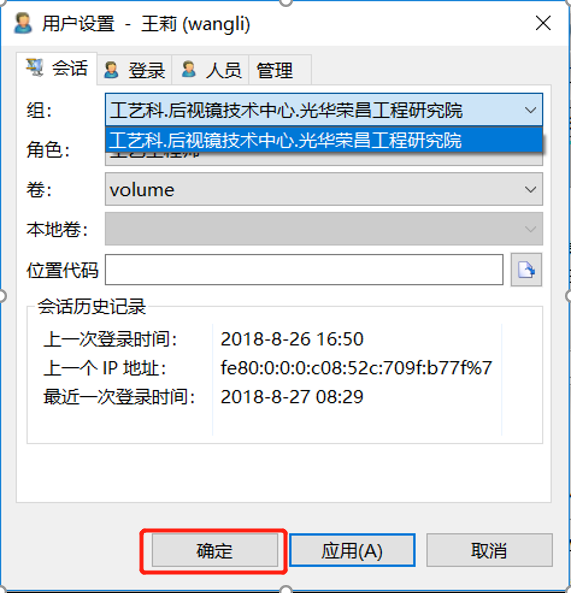 用户设置 - 王莉 (wangli)
会话 登录 人员 管理
组： 工艺科.后视镜技术中心.光华荣昌工程研究院
工艺科.后视镜技术中心.光华荣昌工程研究院
角色：
卷： volume
本地卷：
位置代码
会话历史记录
上一次登录时间： 2018-8-26 16:50
上一个 IP 地址： fe80:0:0:0:c08:52c:709f:b77f%7
最近一次登录时间： 2018-8-27 08:29
确定 应用(A) 取消